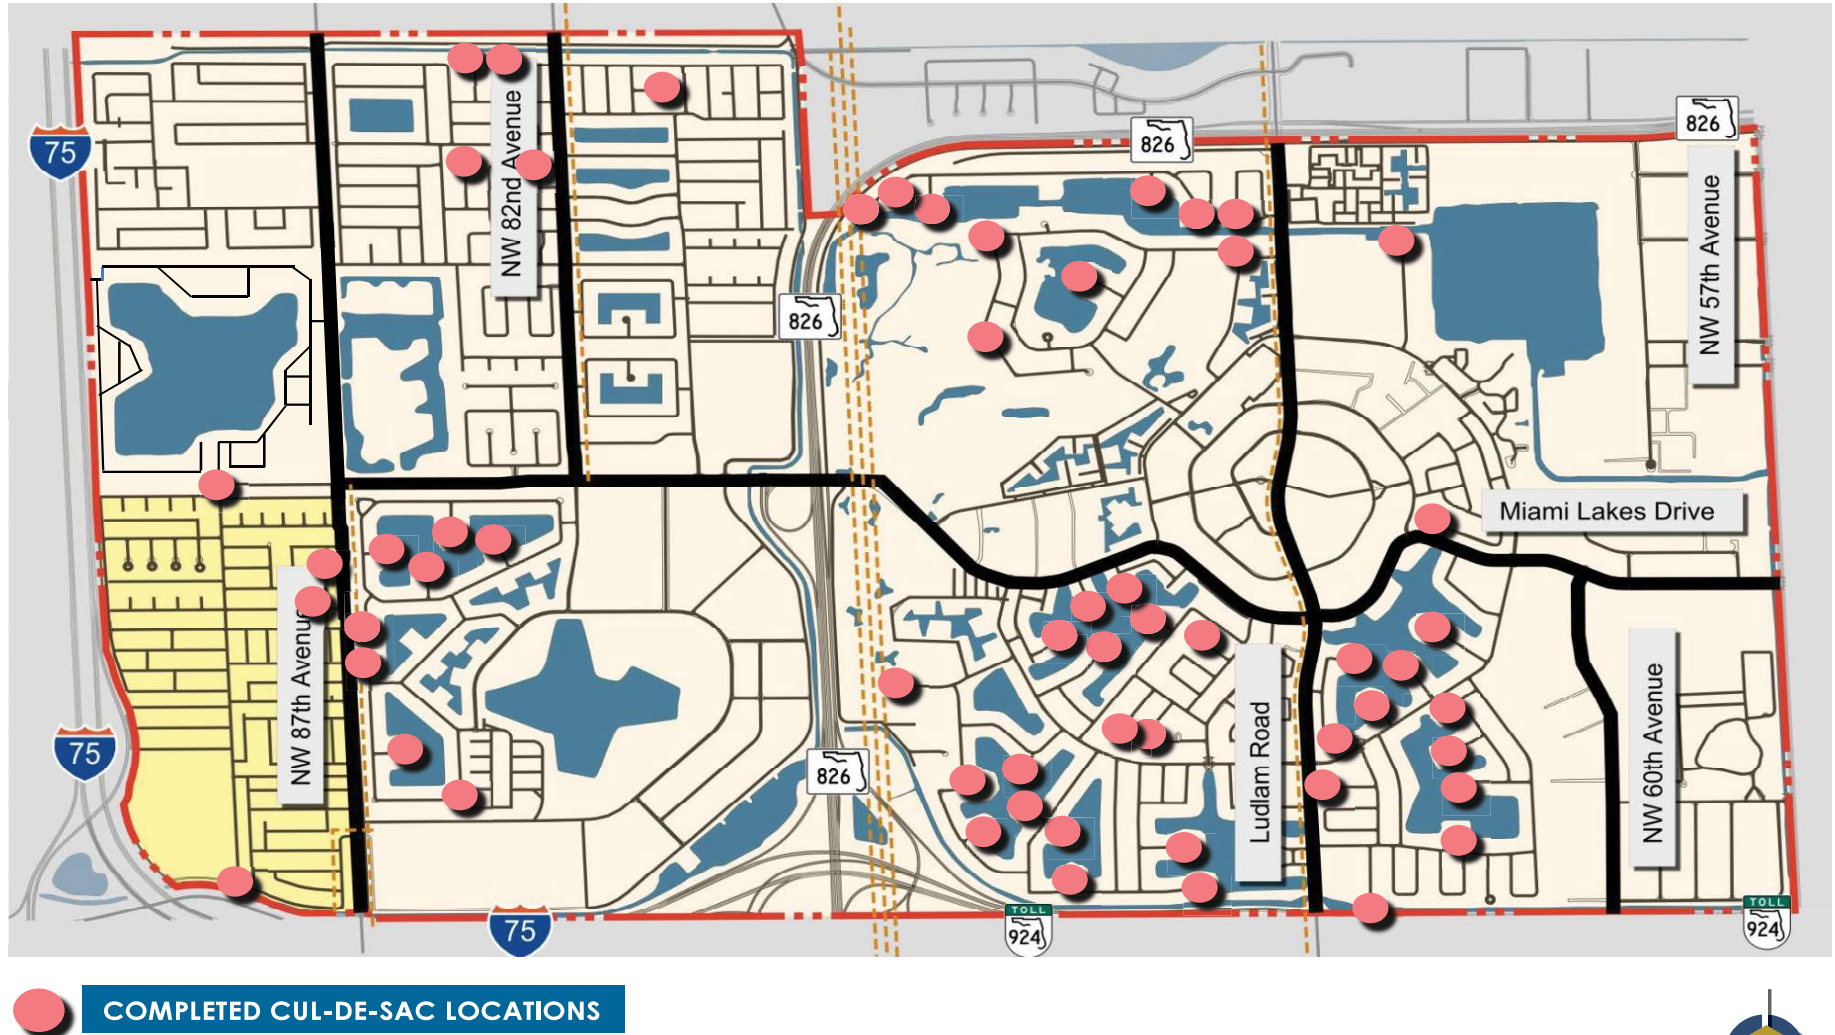 NW 82nd Avenue
826
826
75
NW 57th Avenue
826
Miami Lakes Drive
NW 87th Avenue
NW 60th Avenue
Ludlam Road
75
826
75
TOLL
924
TOLL
924
COMPLETED CUL-DE-SAC LOCATIONS